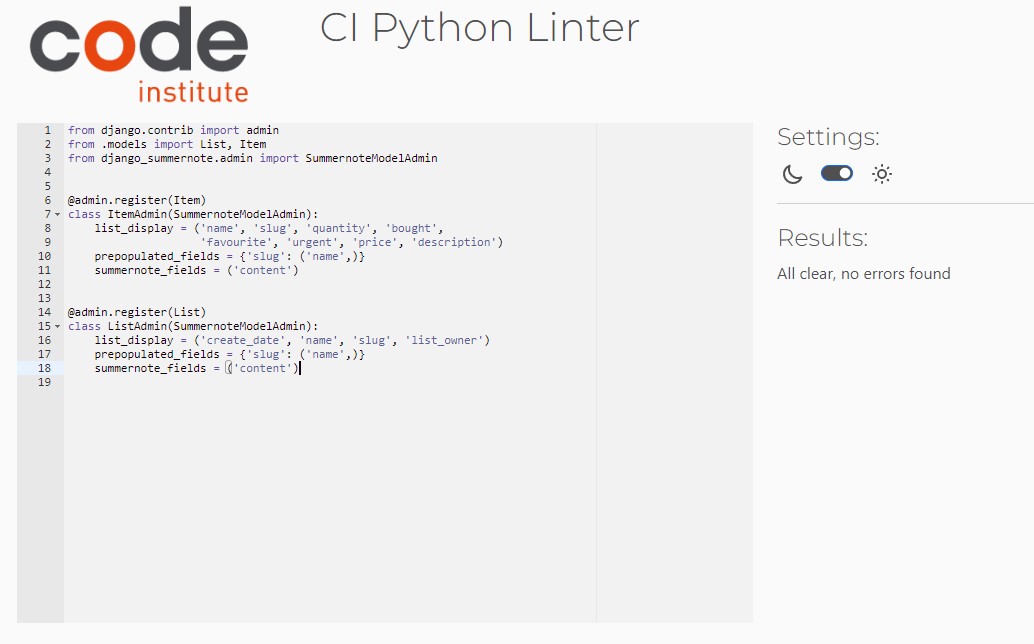 code
institute
CI Python Linter
1 from django.contrib import admin
2 from .models import List, Item
3 from django_summernote.admin import SummernoteModelAdmin
4
5
6 @admin.register(Item)
7 class ItemAdmin(SummernoteModelAdmin):
8     list_display = ('name', 'slug', 'quantity', 'bought',
9                     'favourite', 'urgent', 'price', 'description')
10     prepopulated_fields = {'slug': ('name',)}
11     summernote_fields = ('content')
12
13
14 @admin.register(List)
15 class ListAdmin(SummernoteModelAdmin):
16     list_display = ('create_date', 'name', 'slug', 'list_owner')
17     prepopulated_fields = {'slug': ('name',)}
18     summernote_fields = ('content')
19
Settings:
Results:
All clear, no errors found